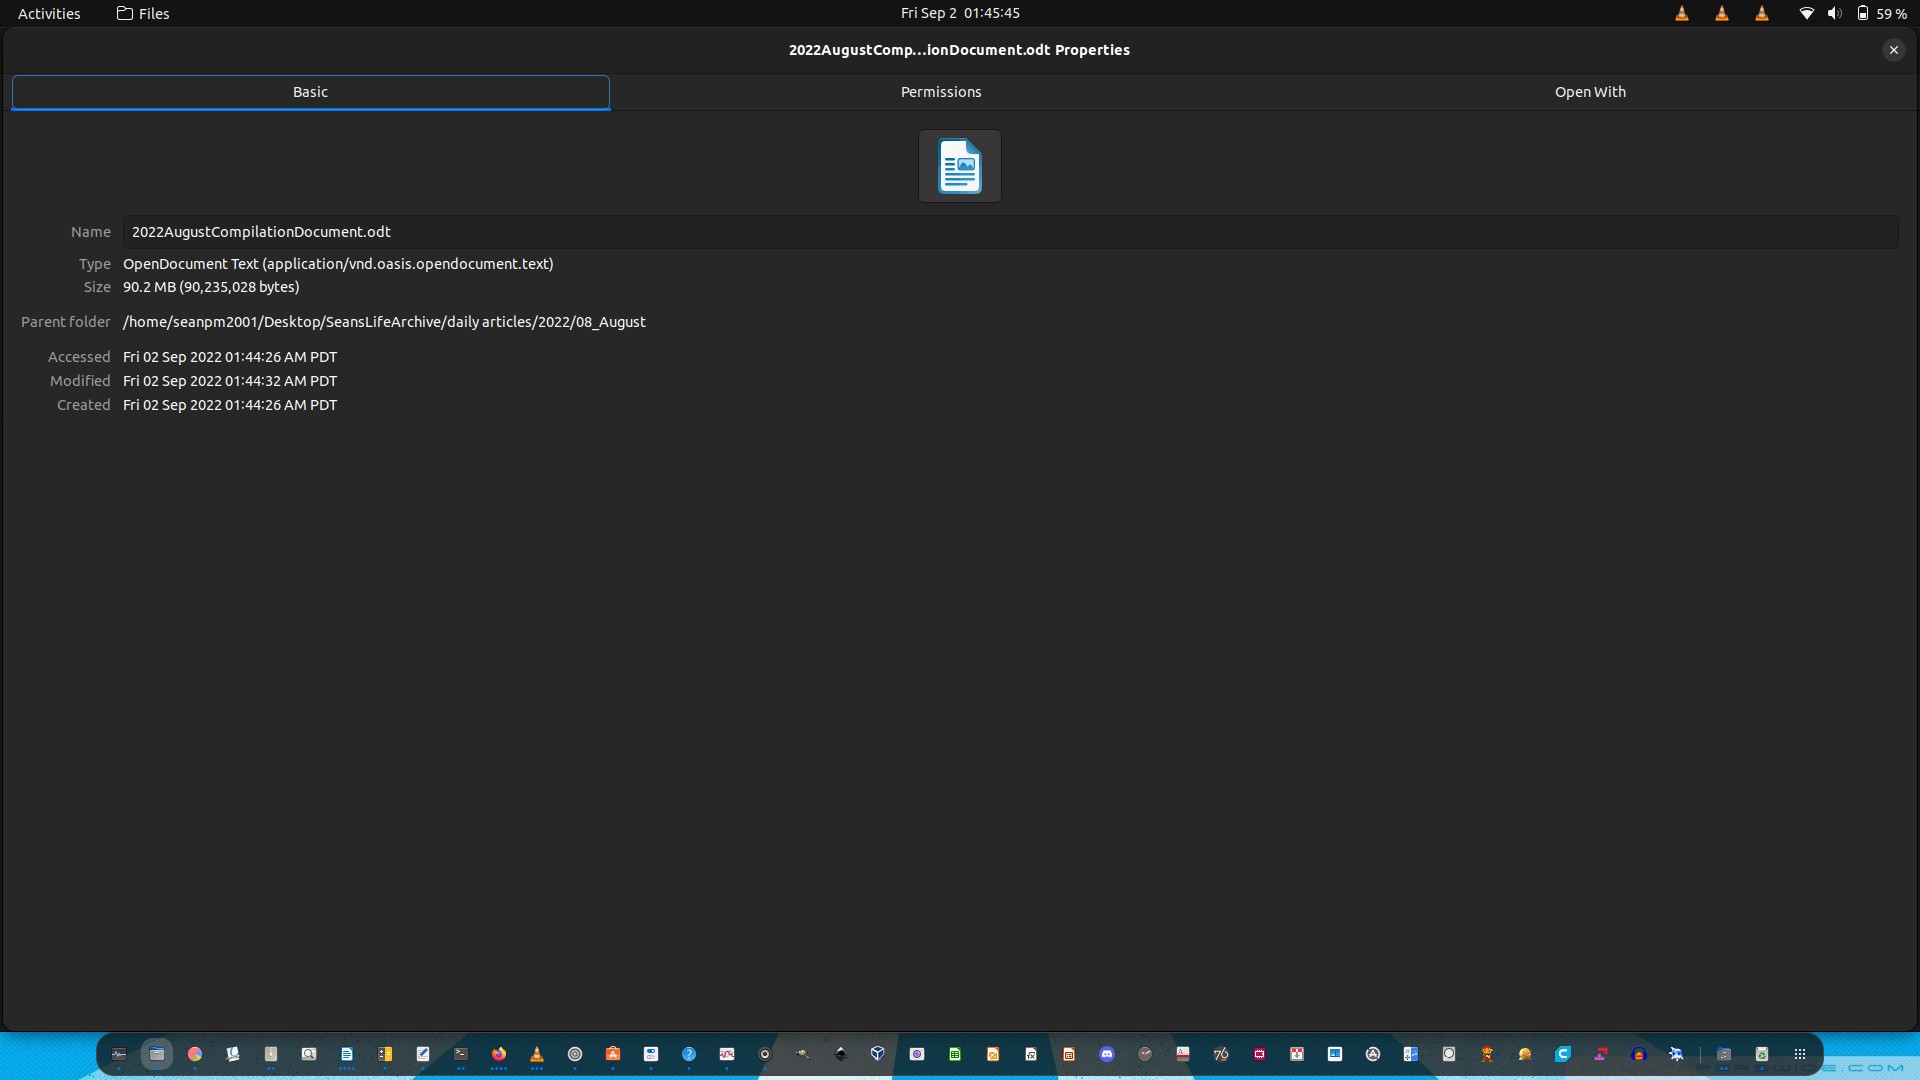 Activities Files Fri Sep 2 01:45:45 59 %
2022AugustComp...ionDocument.odt Properties
Basic Permissions Open With
Name 2022AugustCompilationDocument.odt
Type OpenDocument Text (application/vnd.oasis.opendocument.text)
Size 90.2 MB (90,235,028 bytes)
Parent folder /home/seanpm2001/Desktop/SeansLifeArchive/daily articles/2022/08_August
Accessed Fri 02 Sep 2022 01:44:26 AM PDT
Modified Fri 02 Sep 2022 01:44:32 AM PDT
Created Fri 02 Sep 2022 01:44:26 AM PDT